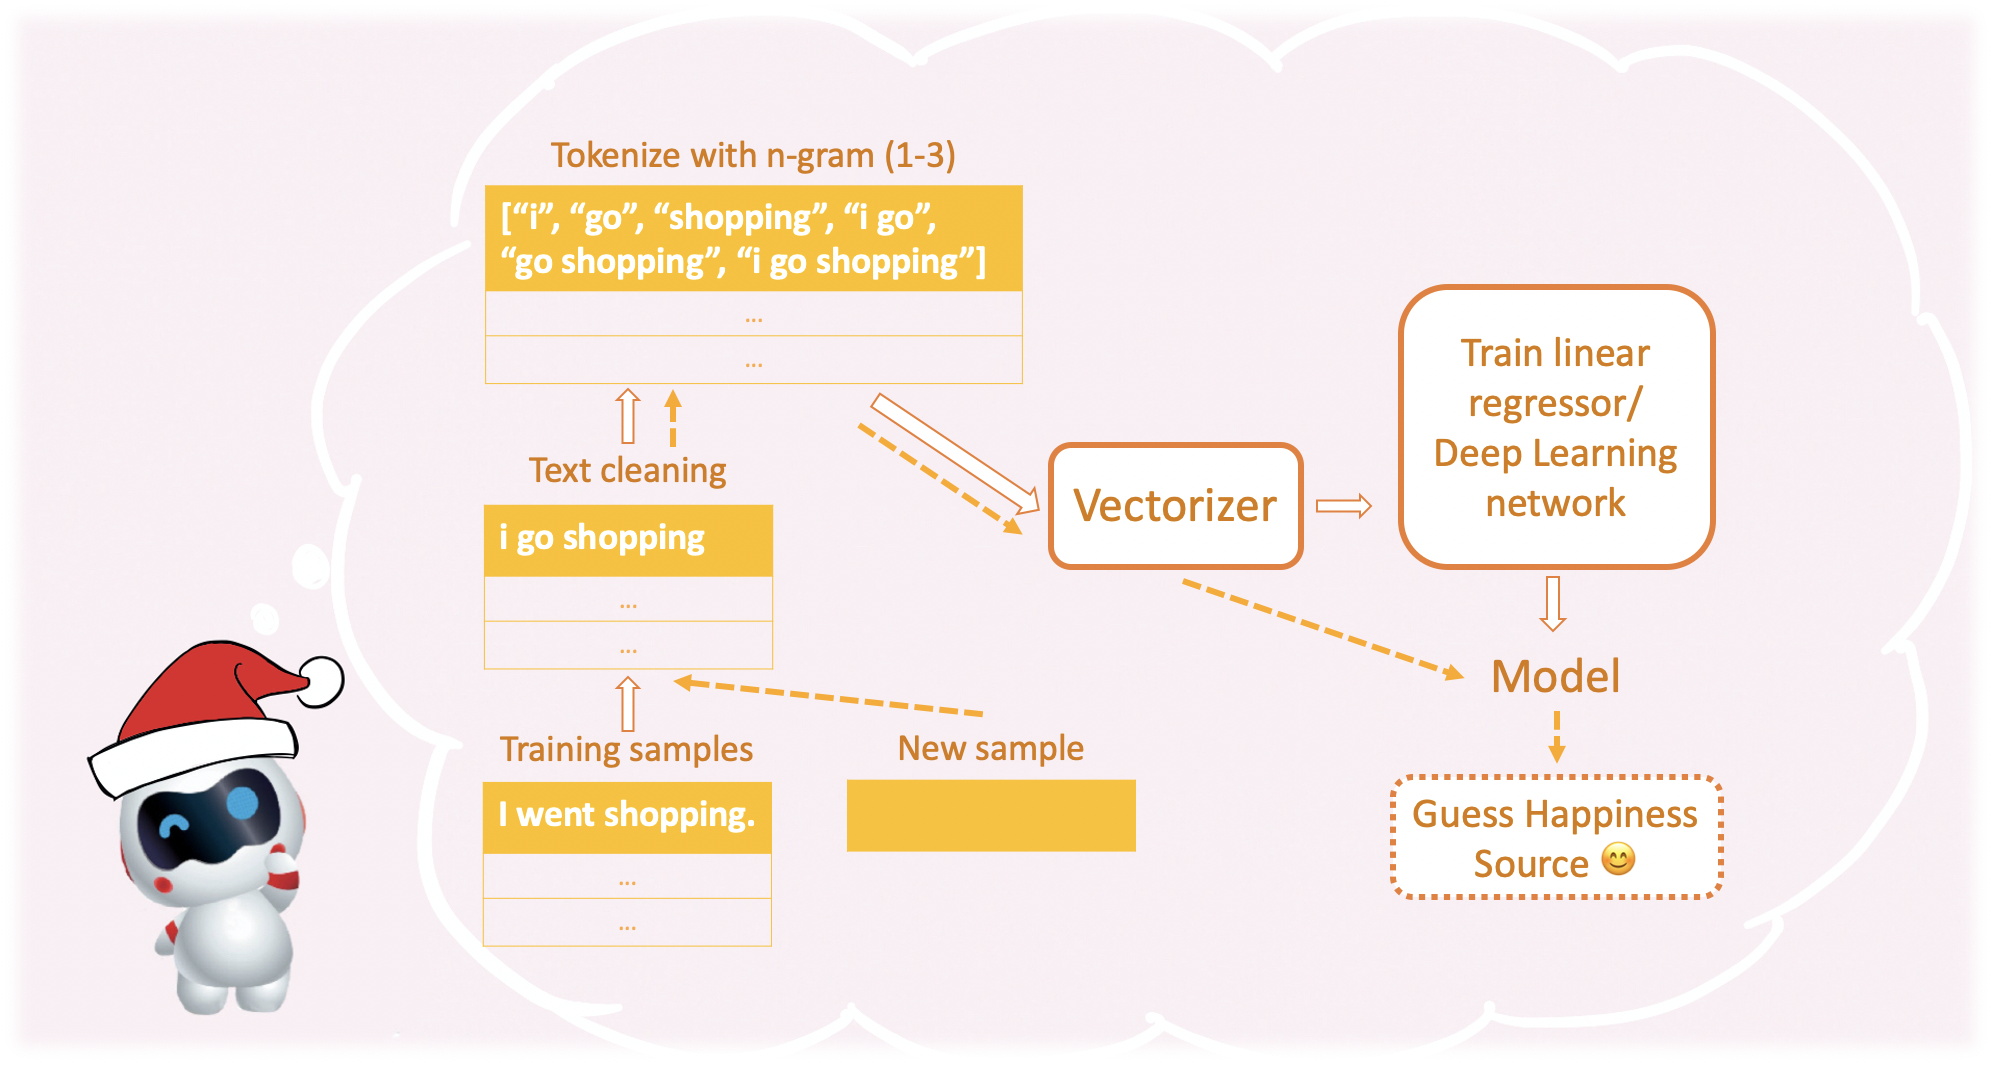 Tokenize with n-gram (1-3)
[“i”, “go”, “shopping”, “i go”,
“go shopping”, “i go shopping”]
...
...
Text cleaning
i go shopping
...
...
Training samples
I went shopping.
...
...
New sample
Vectorizer
Train linear
regressor/
Deep Learning
network
Model
Guess Happiness
Source 😊